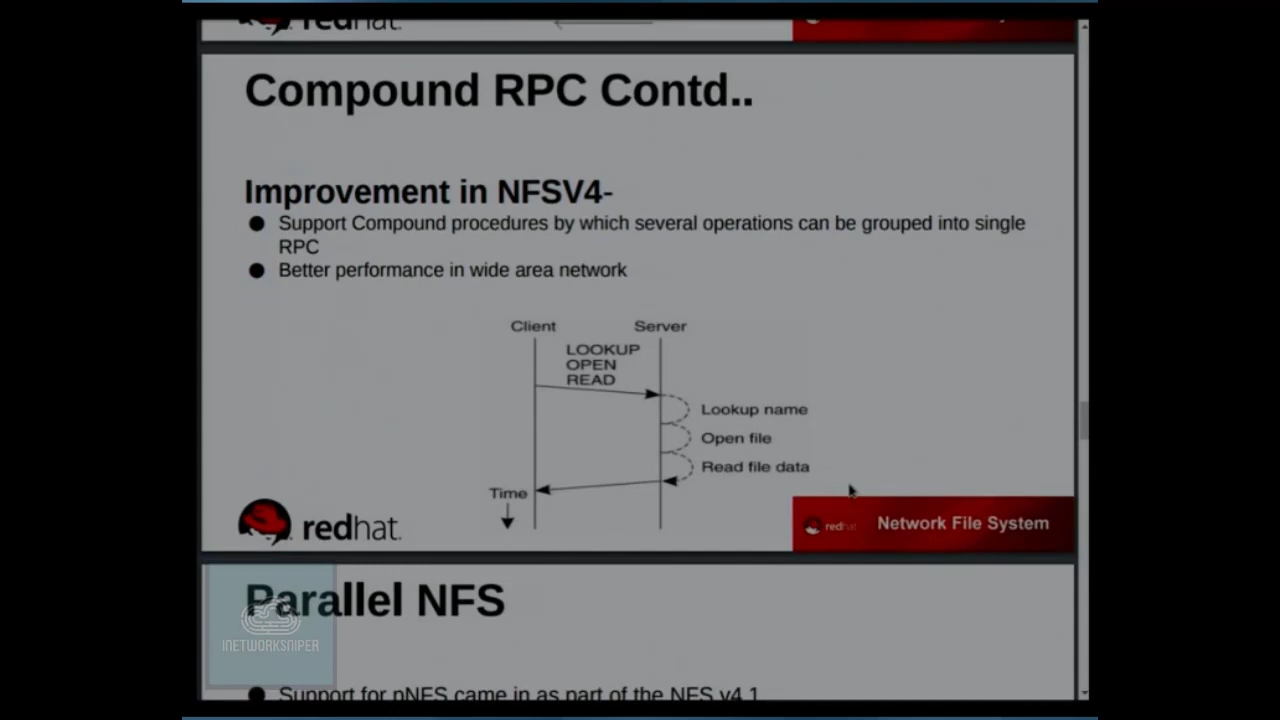 redhat.
Compound RPC Contd..
Improvement in NFSV4-
Support Compound procedures by which several operations can be grouped into single
RPC
Better performance in wide area network
Client Server
LOOKUP
OPEN
READ
Lookup name
Open file
Read file data
Time
redhat.
redhat Network File System
Parallel NFS
INETWORKSNIPER
Support for pNFS came in as part of the NFS v4.1